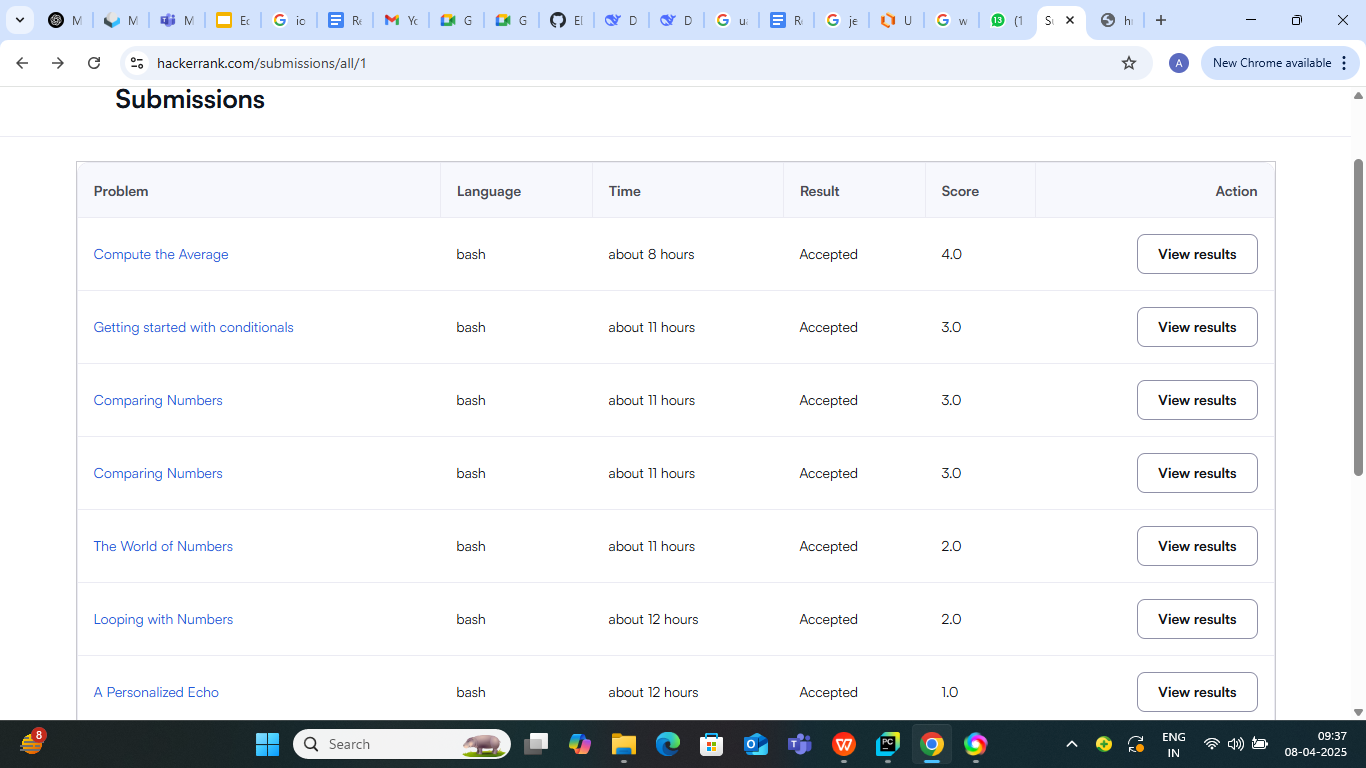 M
M
M
Ec
ic
Re
Yc
G
G
El
D
D
ua
Re
je
U
w
13 (1
Su
hi
hackerrank.com/submissions/all/1
A
New Chrome available
Submissions
Problem Language Time Result Score Action
Compute the Average bash about 8 hours Accepted 4.0 View results
Getting started with conditionals bash about 11 hours Accepted 3.0 View results
Comparing Numbers bash about 11 hours Accepted 3.0 View results
Comparing Numbers bash about 11 hours Accepted 3.0 View results
The World of Numbers bash about 11 hours Accepted 2.0 View results
Looping with Numbers bash about 12 hours Accepted 2.0 View results
A Personalized Echo bash about 12 hours Accepted 1.0 View results
8
Search
PC
ENG
IN
09:37
08-04-2025